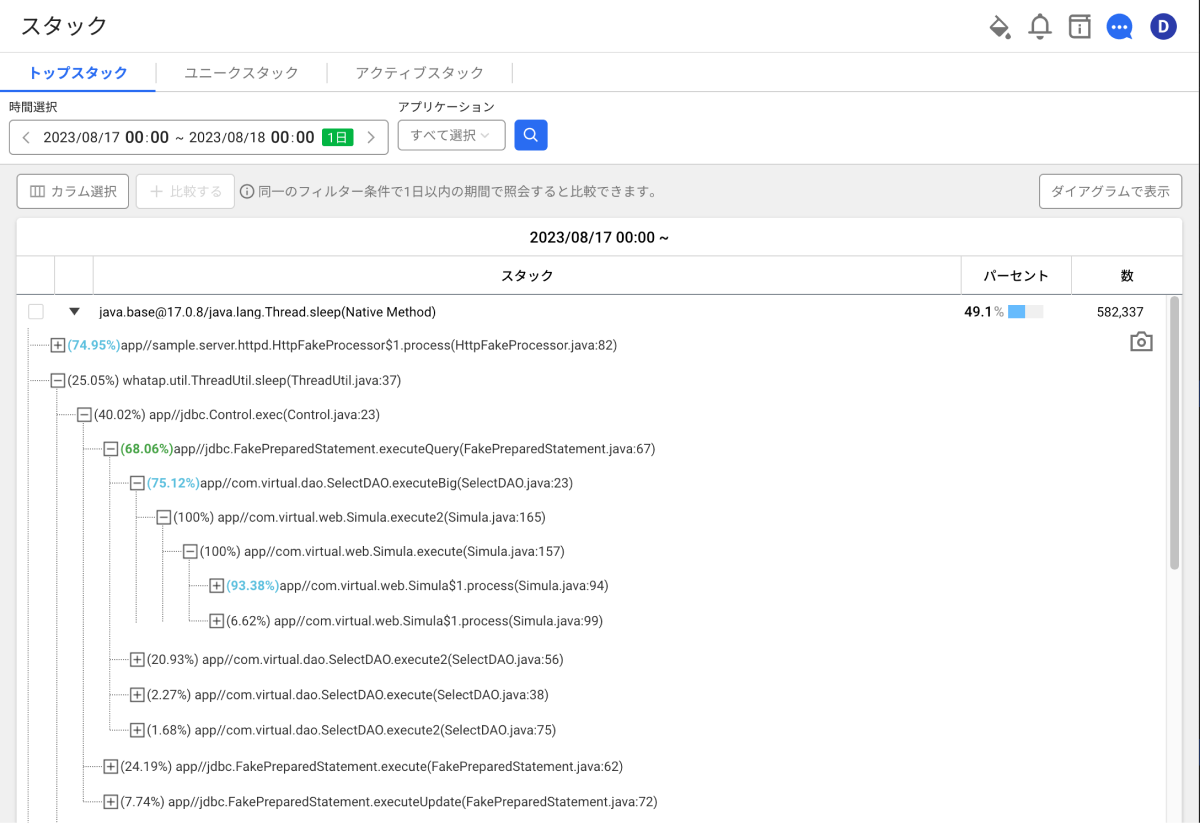 スタック
D
トップスタック ユニークスタック アクティブスタック
時間選択 アプリケーション
2023/08/17 00:00 ~ 2023/08/18 00:00 1日 すべて選択
カラム選択 比較する 同一のフィルター条件で1日以内の期間で照会すると比較できます。 ダイアグラムで表示
2023/08/17 00:00 ~
スタック パーセント 数
java.base@17.0.8/java.lang.Thread.sleep(Native Method) 49.1% 582,337
(74.95%)app//sample.server.httpd.HttpFakeProcessor$1.process(HttpFakeProcessor.java:82)
(25.05%) whatap.util.ThreadUtil.sleep(ThreadUtil.java:37)
(40.02%) app//jdbc.Control.exec(Control.java:23)
(68.06%)app//jdbc.FakePreparedStatement.executeQuery(FakePreparedStatement.java:67)
(75.12%)app//com.virtual.dao.SelectDAO.executeBig(SelectDAO.java:23)
(100%) app//com.virtual.web.Simula.execute2(Simula.java:165)
(100%) app//com.virtual.web.Simula.execute(Simula.java:157)
(93.38%)app//com.virtual.web.Simula$1.process(Simula.java:94)
(6.62%) app//com.virtual.web.Simula$1.process(Simula.java:99)
(20.93%) app//com.virtual.dao.SelectDAO.execute2(SelectDAO.java:56)
(2.27%) app//com.virtual.dao.SelectDAO.execute(SelectDAO.java:38)
(1.68%) app//com.virtual.dao.SelectDAO.execute2(SelectDAO.java:75)
(24.19%) app//jdbc.FakePreparedStatement.execute(FakePreparedStatement.java:62)
(7.74%) app//jdbc.FakePreparedStatement.executeUpdate(FakePreparedStatement.java:72)